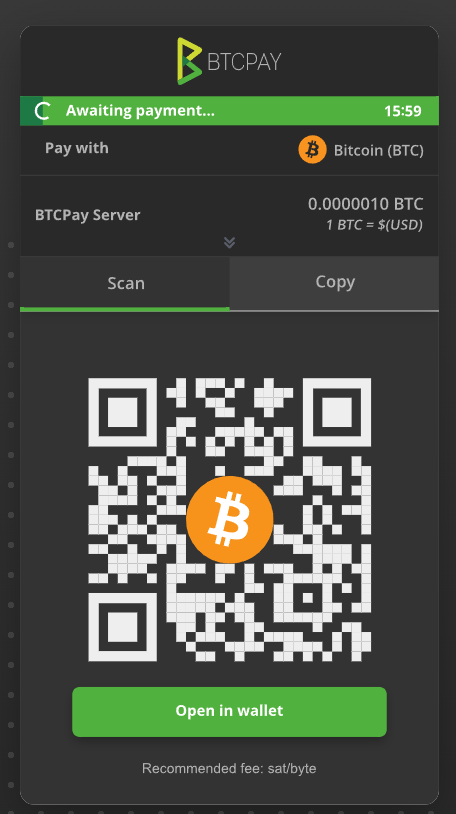 BTCPAY
Awaiting payment... 15:59
Pay with Bitcoin (BTC)
BTCPay Server 0.0000010 BTC
1 BTC = $(USD)
Scan Copy
Open in wallet
Recommended fee: sat/byte